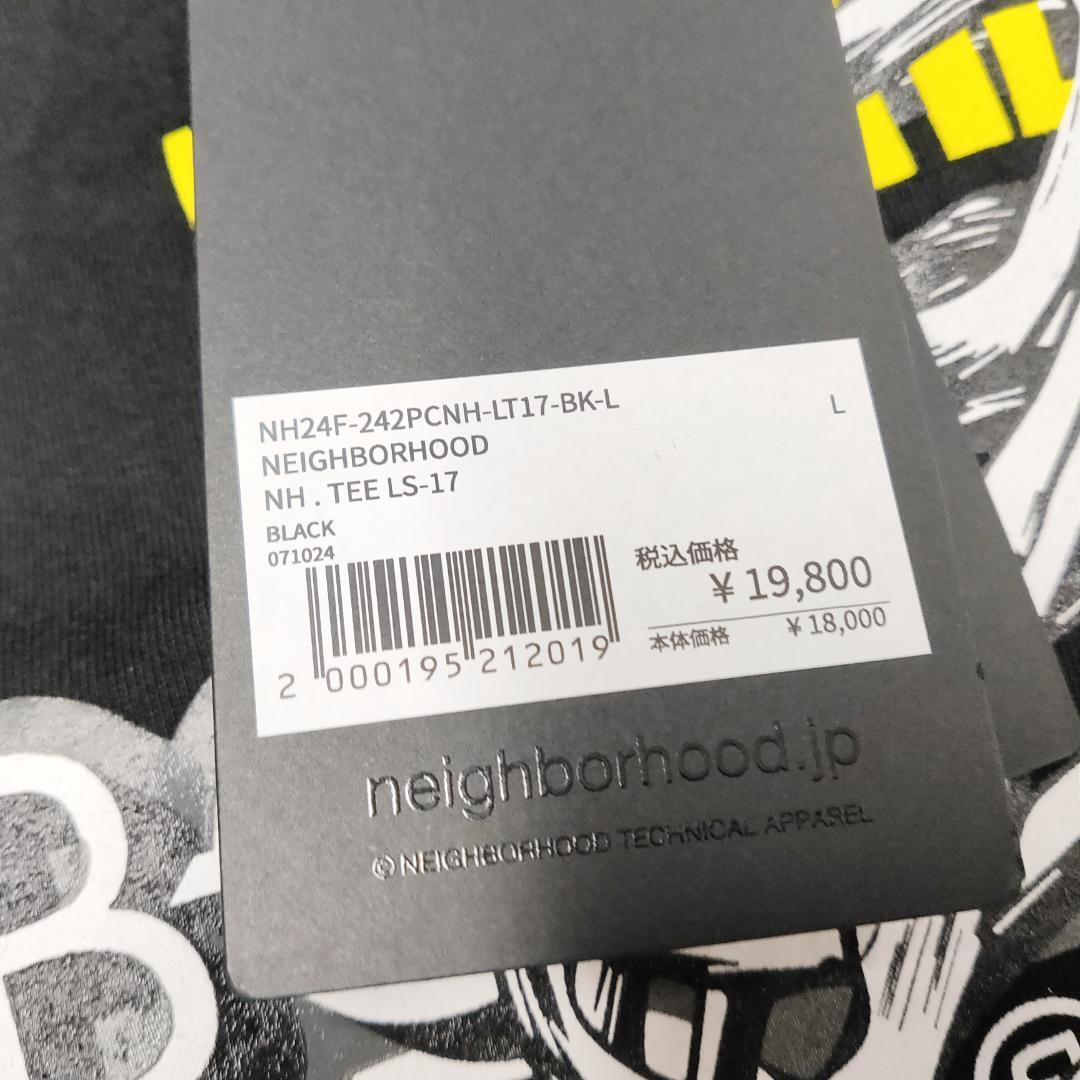 NH24F-242PCNH-LT17-BK-L
L
NEIGHBORHOOD
NH . TEE LS-17
BLACK
071024
税込価格
¥ 19,800
本体価格 ¥ 18,000
2 000195 212019
neighborhood.jp
© NEIGHBORHOOD TECHNICAL APPAREL
B